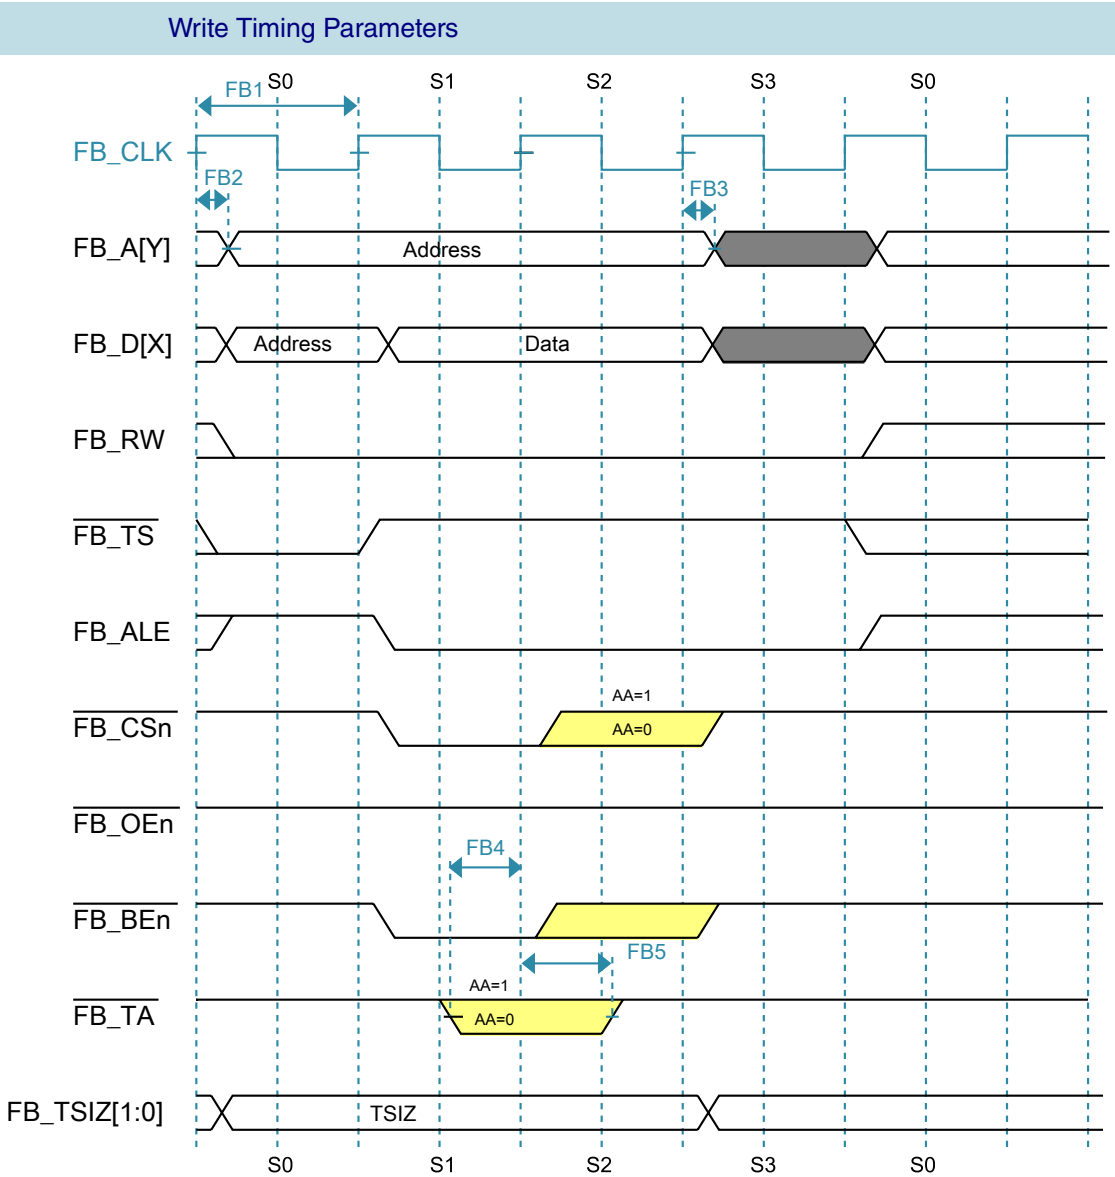 Write Timing Parameters
S0 S1 S2 S3 S0
FB1
FB_CLK
FB2
FB3
FB_A[Y] Address
FB_D[X] Address Data
FB_RW
FB_TS
FB_ALE
AA=1
FB_CSn AA=0
FB_OEn
FB4
FB_BEn
FB5
AA=1
FB_TA AA=0
FB_TSIZ[1:0] TSIZ
S0 S1 S2 S3 S0